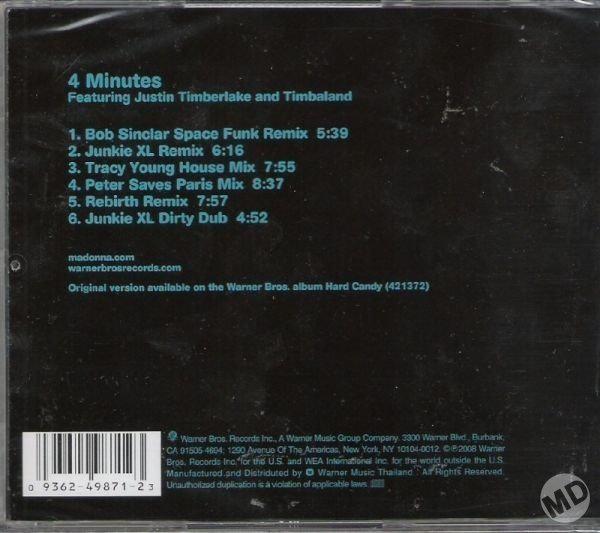 4 Minutes
Featuring Justin Timberlake and Timbaland
1. Bob Sinclar Space Funk Remix 5:39
2. Junkie XL Remix 6:16
3. Tracy Young House Mix 7:55
4. Peter Saves Paris Mix 8:37
5. Rebirth Remix 7:57
6. Junkie XL Dirty Dub 4:52
madonna.com
warnerbrosrecords.com
Original version available on the Warner Bros. album Hard Candy (421372)
Warner Bros. Records Inc., A Warner Music Group Company. 3300 Warner Blvd., Burbank,
CA 91505-4694; 1290 Avenue Of The Americas, New York, NY 10104-0012. ©℗2008 Warner
Bros. Records Inc. for the U.S. and WEA International Inc. for the world outside the U.S.
Manufactured and Distriduted by Warner Music Thailand. All Rights Reserved.
Unauthoilzad duplication is a violation of applicable laws.
0 9362-49871-2 3
MD